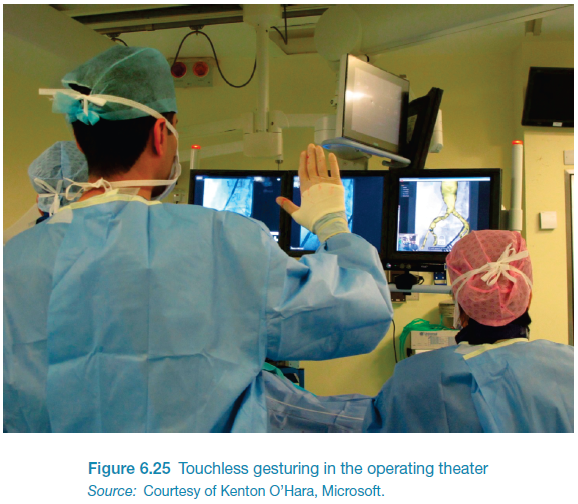 Figure 6.25 Touchless gesturing in the operating theater
Source: Courtesy of Kenton O’Hara, Microsoft.